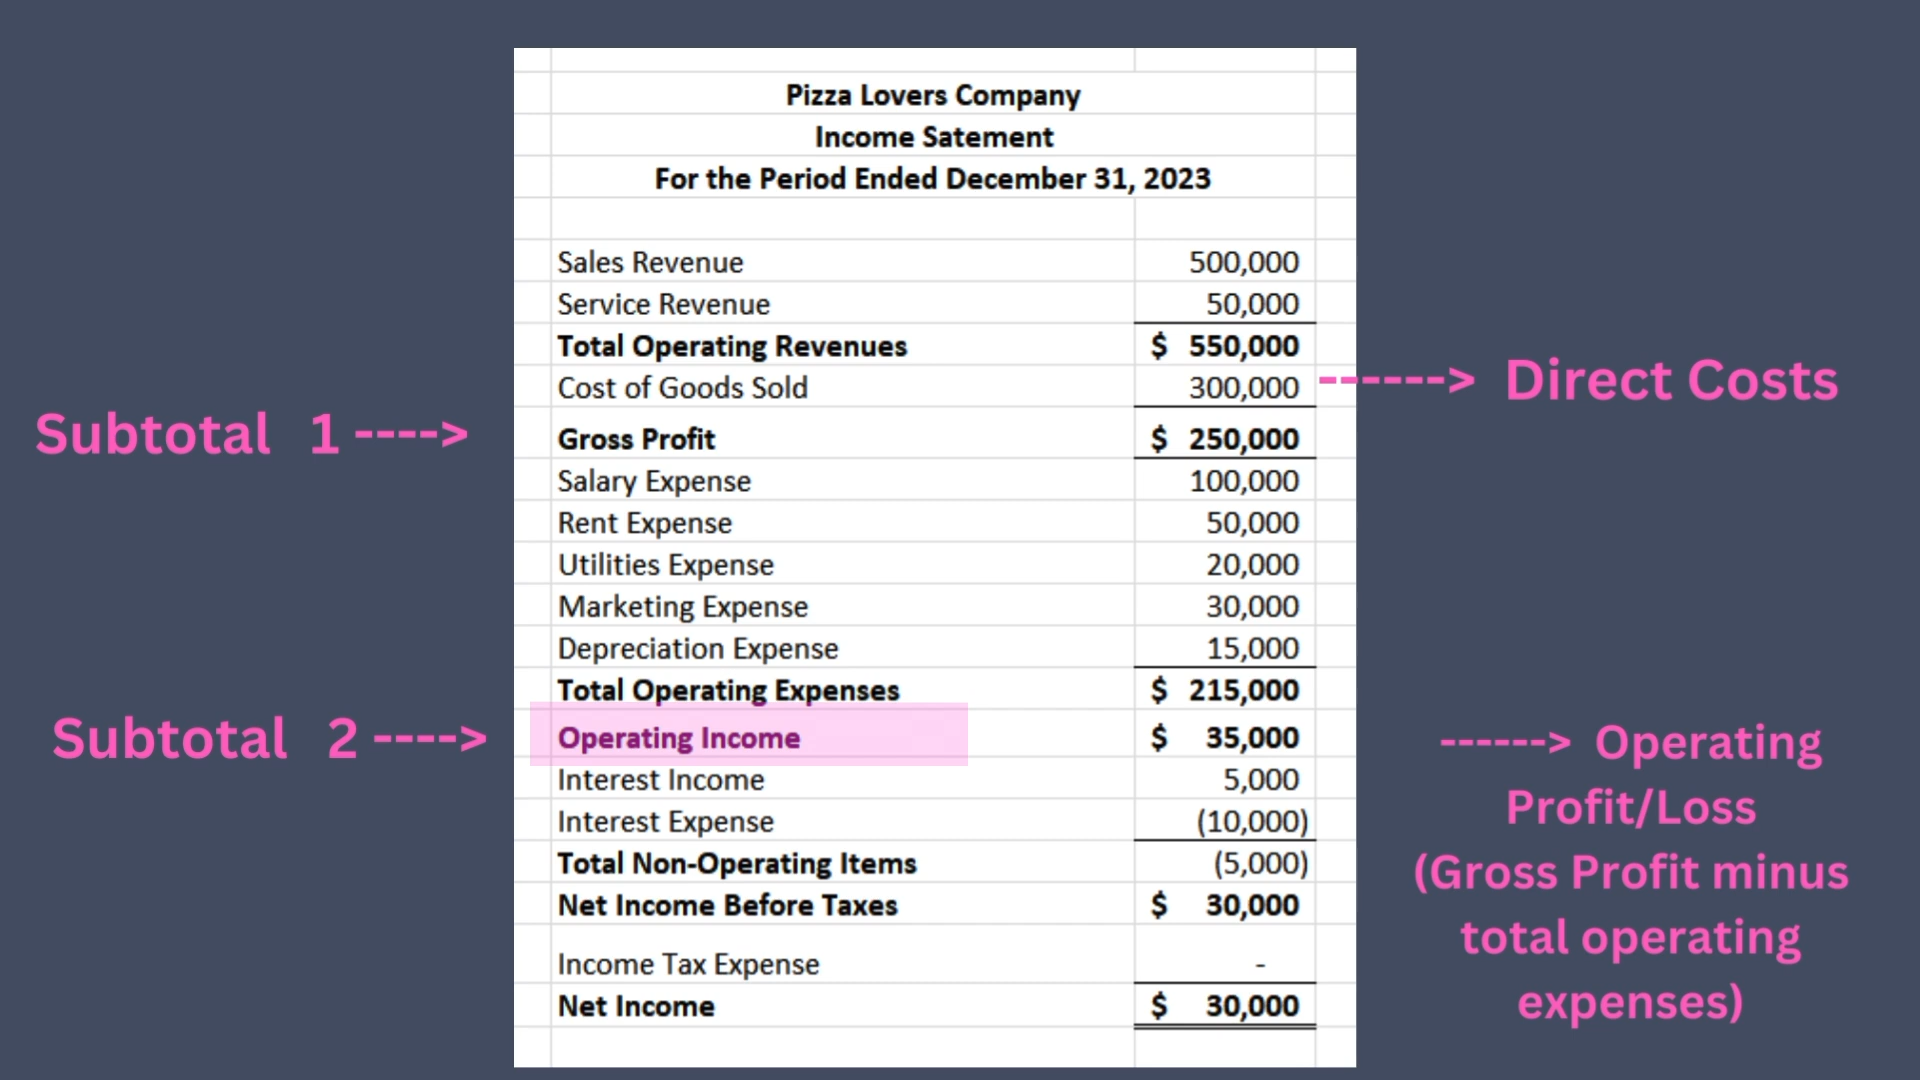 Pizza Lovers Company
Income Satement
For the Period Ended December 31, 2023
Sales Revenue 500,000
Service Revenue 50,000
Total Operating Revenues $ 550,000
Cost of Goods Sold 300,000 ------> Direct Costs
Subtotal 1 ----> Gross Profit $ 250,000
Salary Expense 100,000
Rent Expense 50,000
Utilities Expense 20,000
Marketing Expense 30,000
Depreciation Expense 15,000
Total Operating Expenses $ 215,000
Subtotal 2 ----> Operating Income $ 35,000
Interest Income 5,000
Interest Expense (10,000)
Total Non-Operating Items (5,000)
Net Income Before Taxes $ 30,000
Income Tax Expense -
Net Income $ 30,000
------> Operating
Profit/Loss
(Gross Profit minus
total operating
expenses)